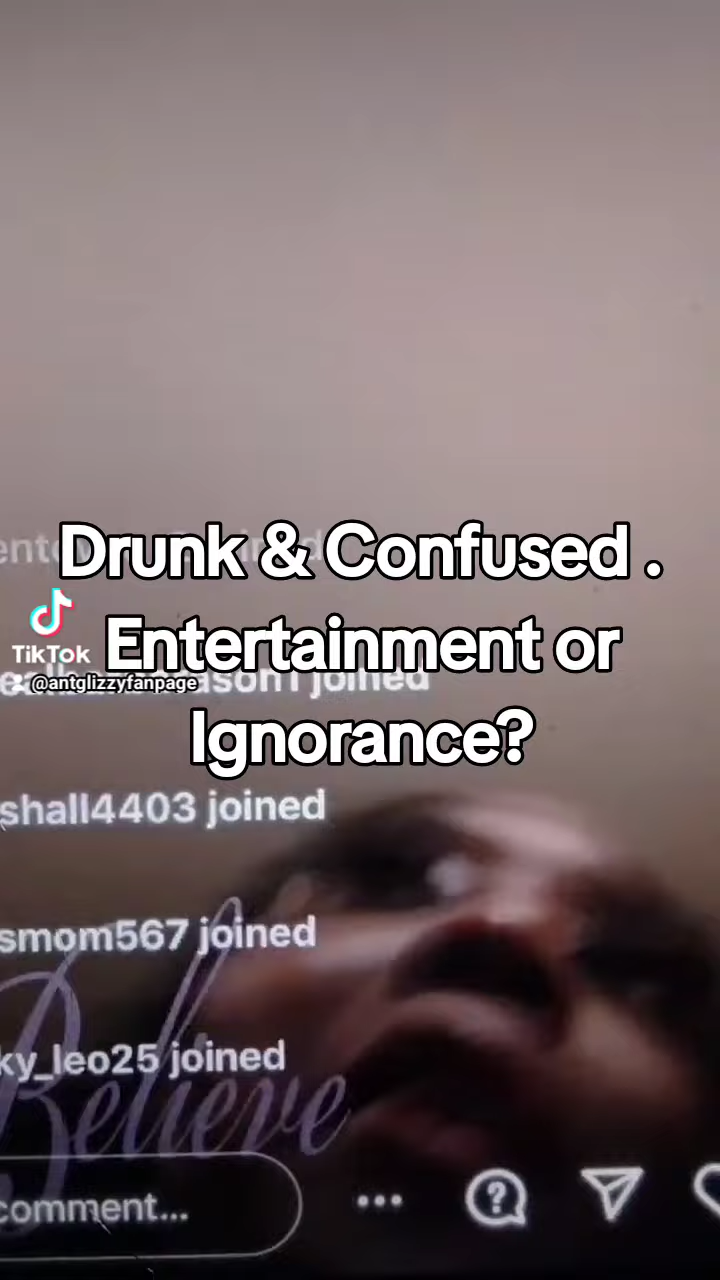 Drunk & Confused .
TikTok
Entertainment or
@antglizzyfanpage
joined
Ignorance?
shall4403 joined
smom567 joined
ky_leo25 joined
Believe
comment...